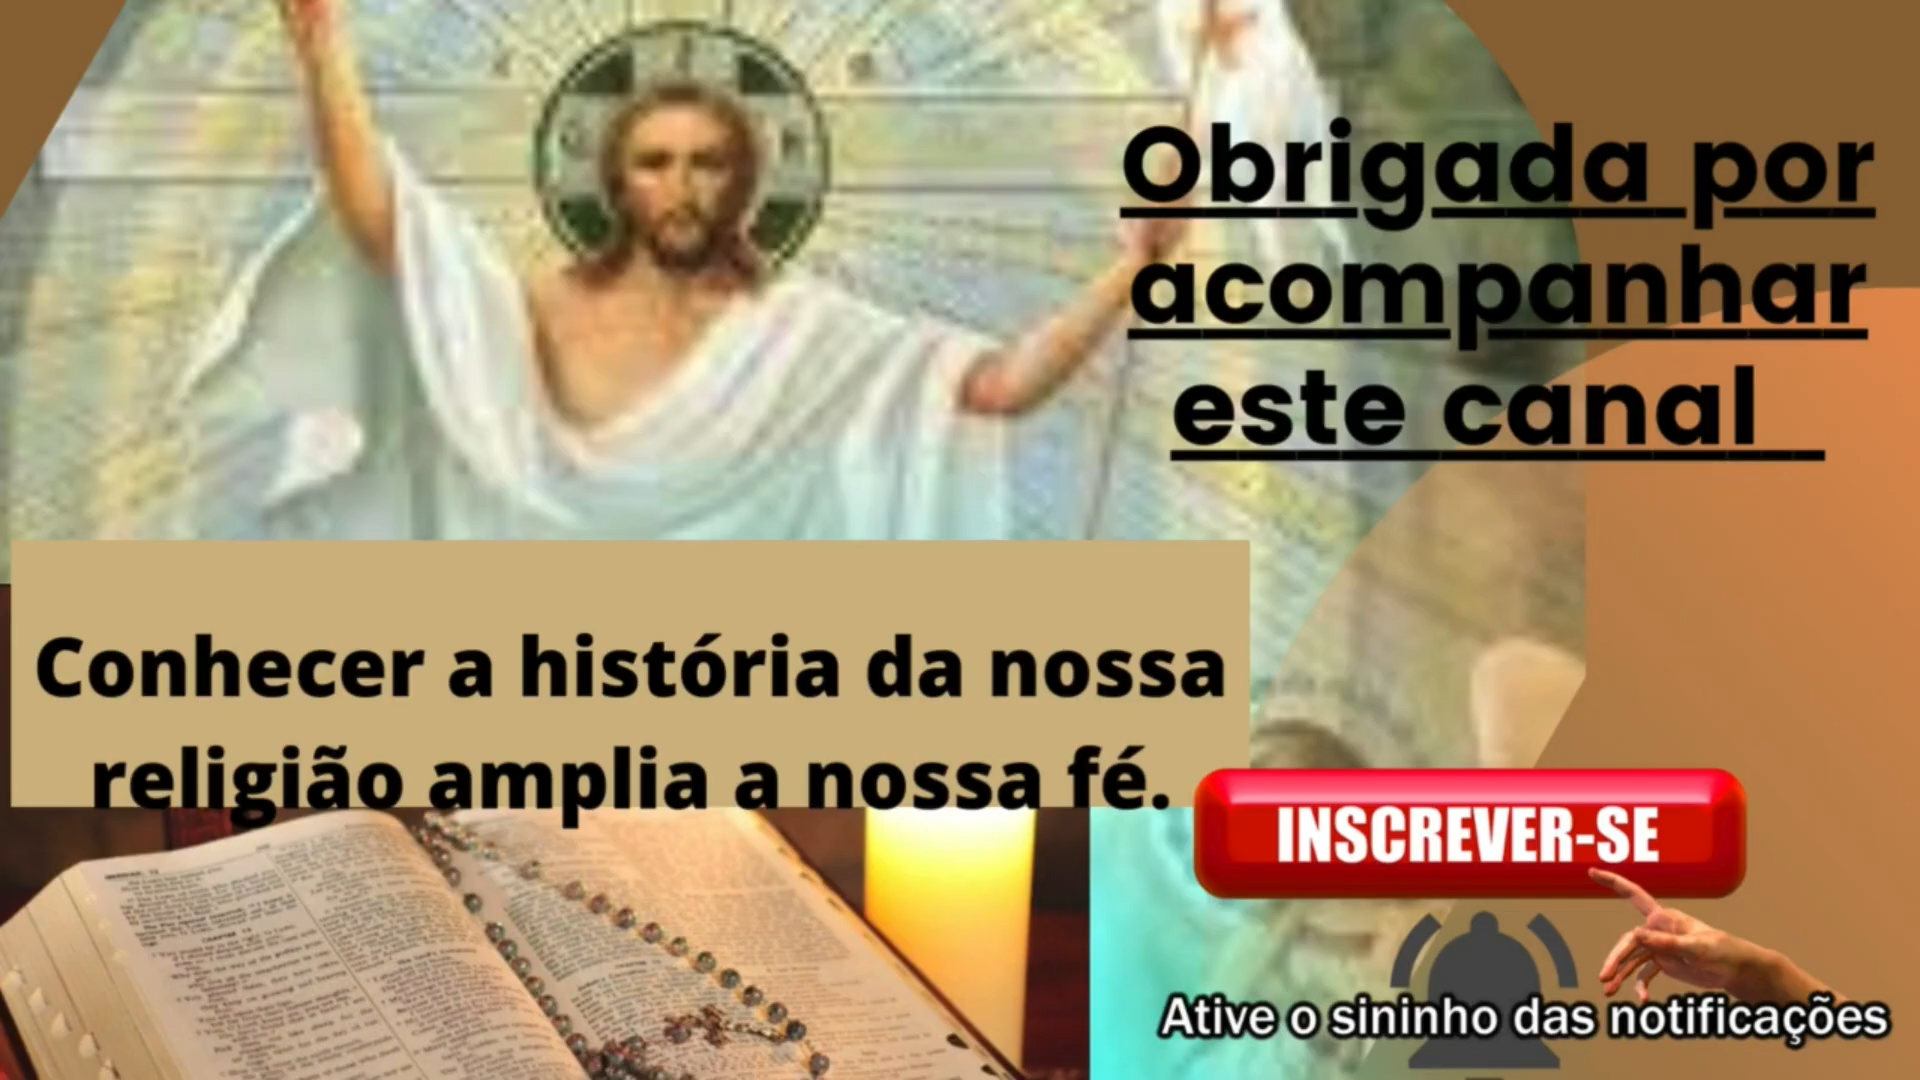 Obrigada por
acompanhar
este canal
Conhecer a história da nossa
religião amplia a nossa fé.
INSCREVER-SE
Ative o sininho das notificações